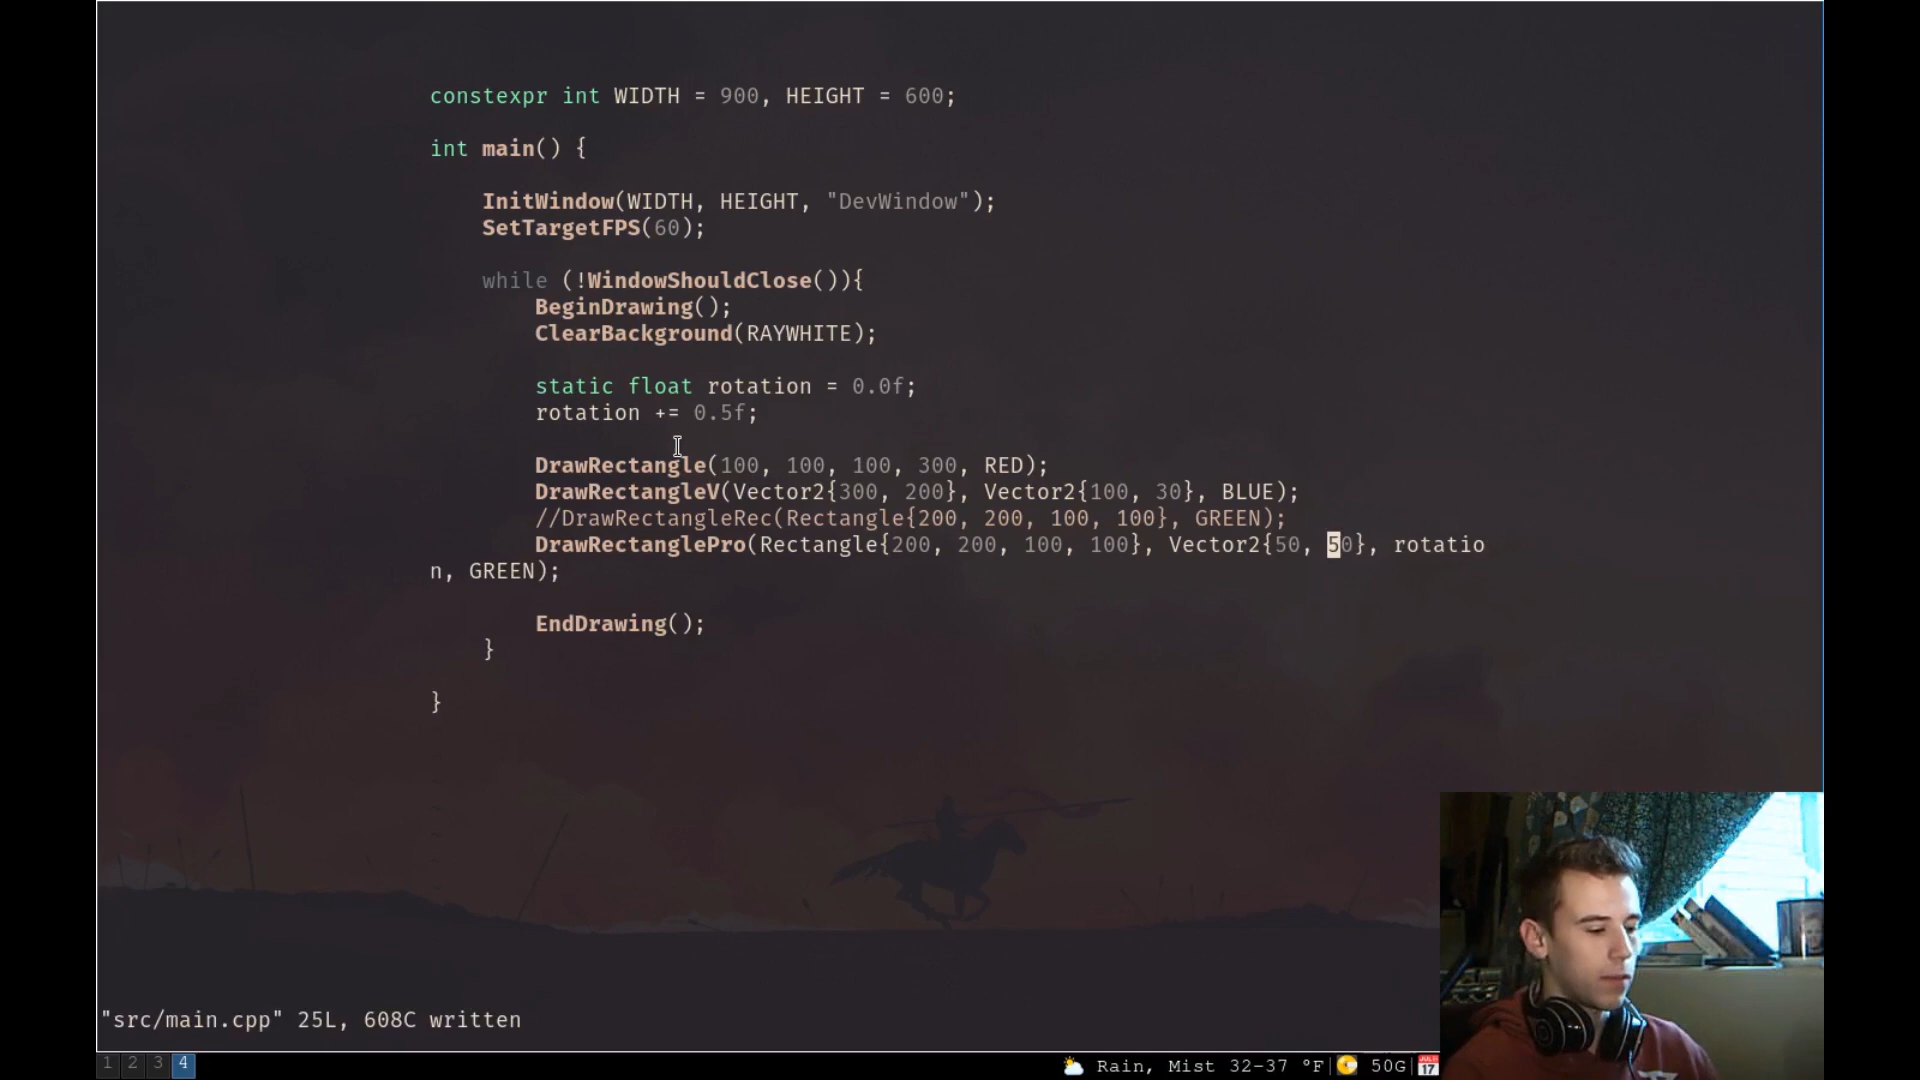 constexpr int WIDTH = 900, HEIGHT = 600;
int main() {
InitWindow(WIDTH, HEIGHT, "DevWindow");
SetTargetFPS(60);
while (!WindowShouldClose()){
BeginDrawing();
ClearBackground(RAYWHITE);
static float rotation = 0.0f;
rotation += 0.5f;
DrawRectangle(100, 100, 100, 300, RED);
DrawRectangleV(Vector2{300, 200}, Vector2{100, 30}, BLUE);
//DrawRectangleRec(Rectangle{200, 200, 100, 100}, GREEN);
DrawRectanglePro(Rectangle{200, 200, 100, 100}, Vector2{50, 50}, rotatio
n, GREEN);
EndDrawing();
}
}
"src/main.cpp" 25L, 608C written
1 2 3 4 Rain, Mist 32-37 °F| 50G| 17